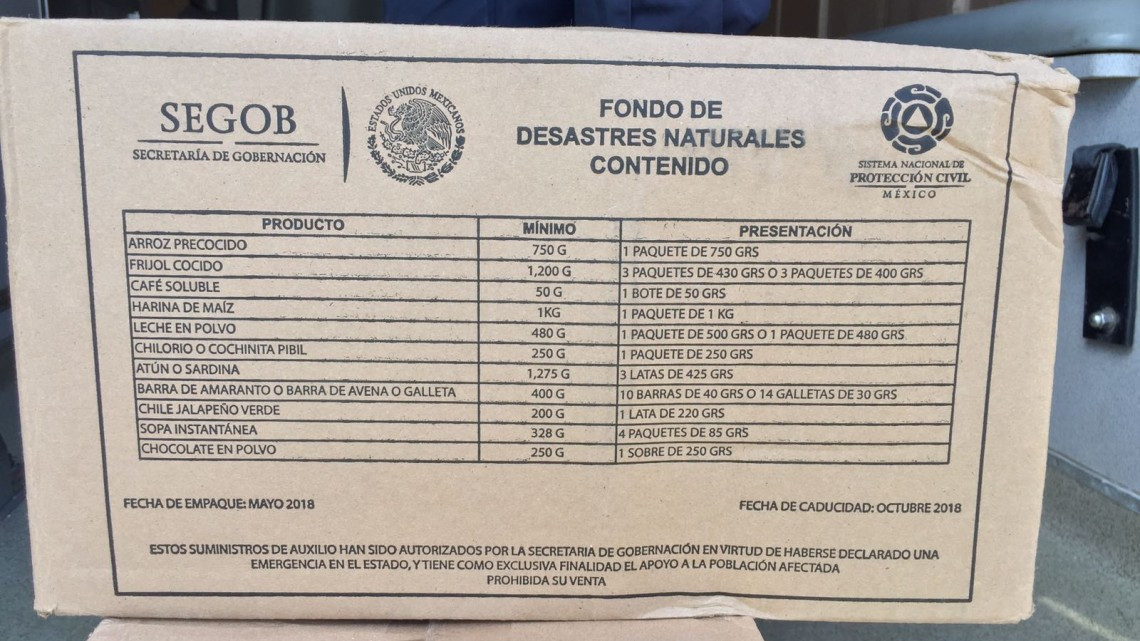 SEGOB
SECRETARÍA DE GOBERNACIÓN
ESTADOS UNIDOS MEXICANOS
FONDO DE
DESASTRES NATURALES
CONTENIDO
SISTEMA NACIONAL DE
PROTECCIÓN CIVIL
MÉXICO
PRODUCTO MÍNIMO PRESENTACIÓN
ARROZ PRECOCIDO 750 G 1 PAQUETE DE 750 GRS
FRIJOL COCIDO 1,200 G 3 PAQUETES DE 430 GRS O 3 PAQUETES DE 400 GRS
CAFÉ SOLUBLE 50 G 1 BOTE DE 50 GRS
HARINA DE MAÍZ 1KG 1 PAQUETE DE 1 KG
LECHE EN POLVO 480 G 1 PAQUETE DE 500 GRS O 1 PAQUETE DE 480 GRS
CHILORIO O COCHINITA PIBIL 250 G 1 PAQUETE DE 250 GRS
ATÚN O SARDINA 1,275 G 3 LATAS DE 425 GRS
BARRA DE AMARANTO O BARRA DE AVENA O GALLETA 400 G 10 BARRAS DE 40 GRS O 14 GALLETAS DE 30 GRS
CHILE JALAPEÑO VERDE 200 G 1 LATA DE 220 GRS
SOPA INSTANTÁNEA 328 G 4 PAQUETES DE 85 GRS
CHOCOLATE EN POLVO 250 G 1 SOBRE DE 250 GRS
FECHA DE EMPAQUE: MAYO 2018 FECHA DE CADUCIDAD: OCTUBRE 2018
ESTOS SUMINISTROS DE AUXILIO HAN SIDO AUTORIZADOS POR LA SECRETARIA DE GOBERNACIÓN EN VIRTUD DE HABERSE DECLARADO UNA
EMERGENCIA EN EL ESTADO, Y TIENE COMO EXCLUSIVA FINALIDAD EL APOYO A LA POBLACIÓN AFECTADA
PROHIBIDA SU VENTA